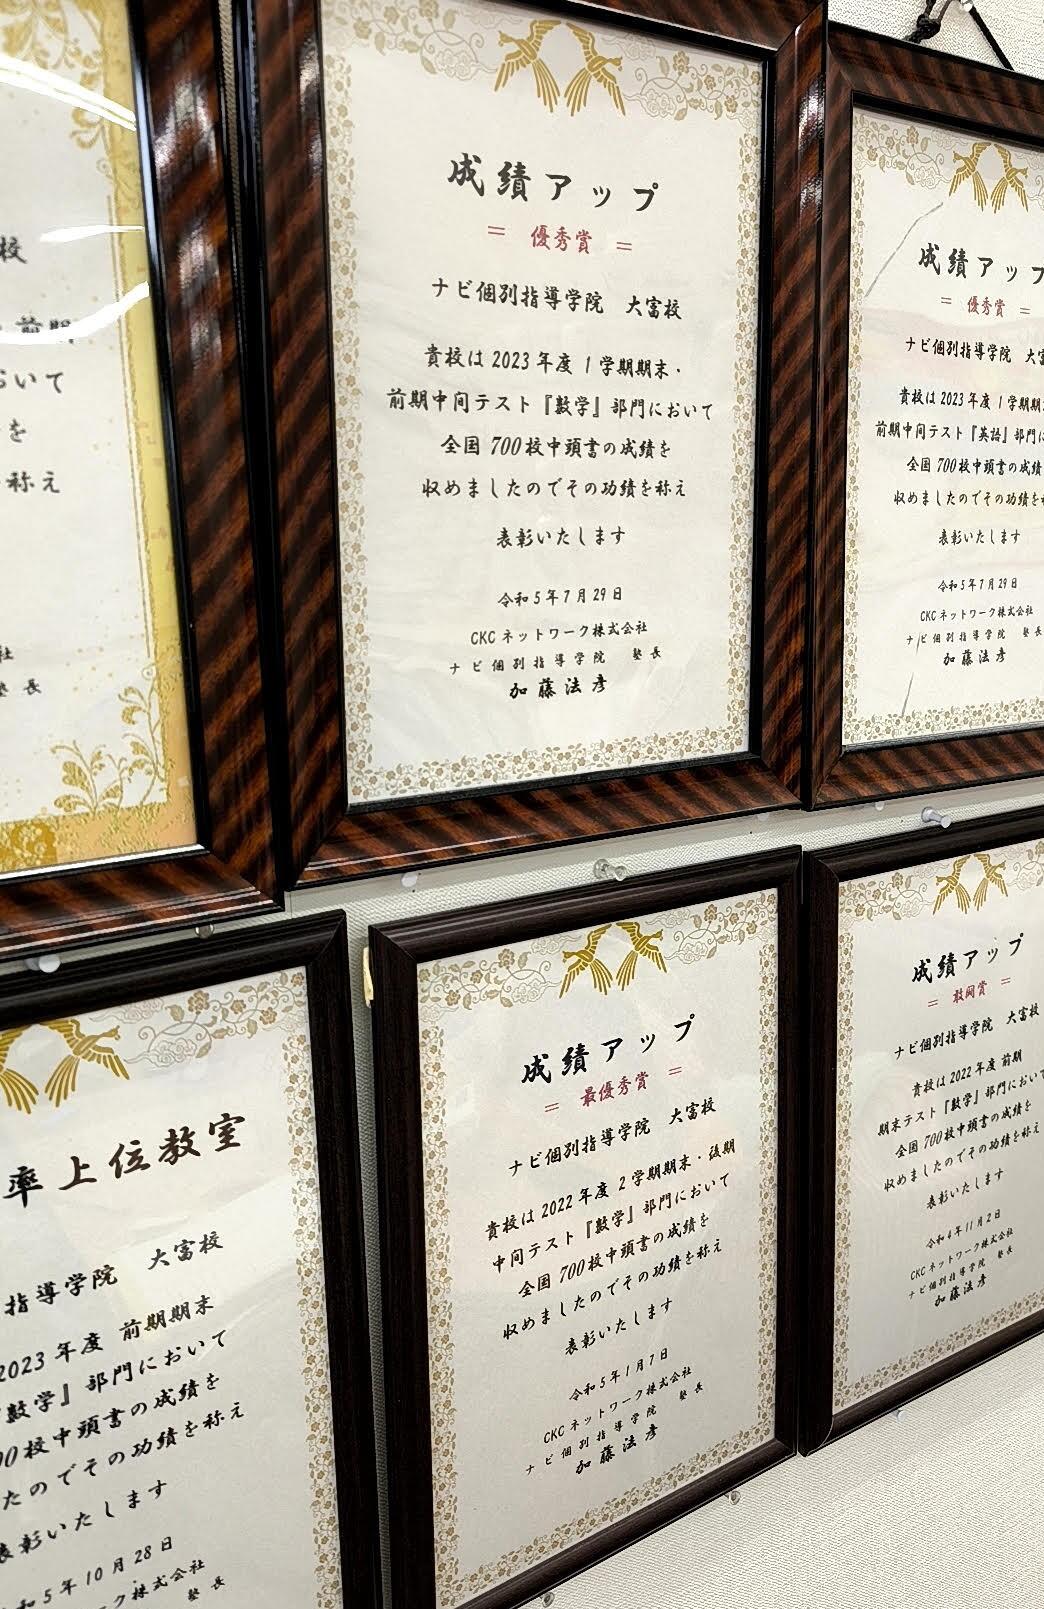 校
前期
おいて
を
称え
社
塾長
成績アップ
＝ 優秀賞 ＝
ナビ個別指導学院 大富校
貴校は2023年度 1学期期末・
前期中間テスト『数学』部門において
全国700校中頭書の成績を
収めましたのでその功績を称え
表彰いたします
令和5年7月29日
CKCネットワーク株式会社
ナビ個別指導学院 塾長
加藤法彦
成績アップ
＝ 優秀賞 ＝
ナビ個別指導学院 大富
貴校は2023年度 1学期期末
前期中間テスト『英語』部門に
全国700校中頭書の成績
収めましたのでその功績を
表彰いたします
令和5年7月29日
CKCネットワーク株式会社
ナビ個別指導学院 塾長
加藤法彦
率上位教室
指導学院 大富校
2023年度 前期期末
数学』部門において
00校中頭書の成績を
たのでその功績を称え
表彰いたします
和5年10月28日
ワーク株式会社
塾長
成績アップ
＝ 最優秀賞 ＝
ナビ個別指導学院 大富校
貴校は2022年度 2学期期末・後期
中間テスト『数学』部門において
全国700校中頭書の成績を
収めましたのでその功績を称え
表彰いたします
令和5年1月7日
CKCネットワーク株式会社
ナビ個別指導学院 塾長
加藤法彦
成績アップ
＝ 敢闘賞 ＝
ナビ個別指導学院 大富校
貴校は2022年度 前期
期末テスト『数学』部門において
全国700校中頭書の成績を
収めましたのでその功績を称え
表彰いたします
令和4年11月2日
CKCネットワーク株式会社
ナビ個別指導学院 塾長
加藤法彦